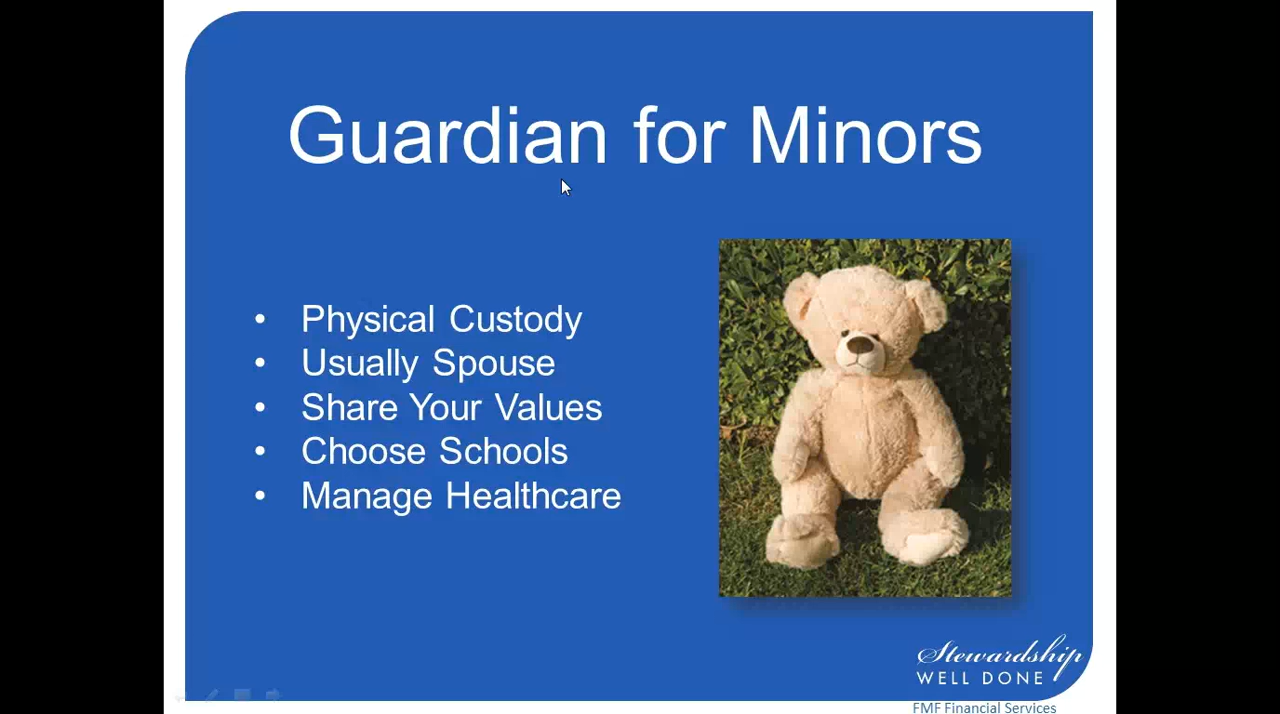 Guardian for Minors
• Physical Custody
• Usually Spouse
• Share Your Values
• Choose Schools
• Manage Healthcare
Stewardship
WELL DONE
FMF Financial Services